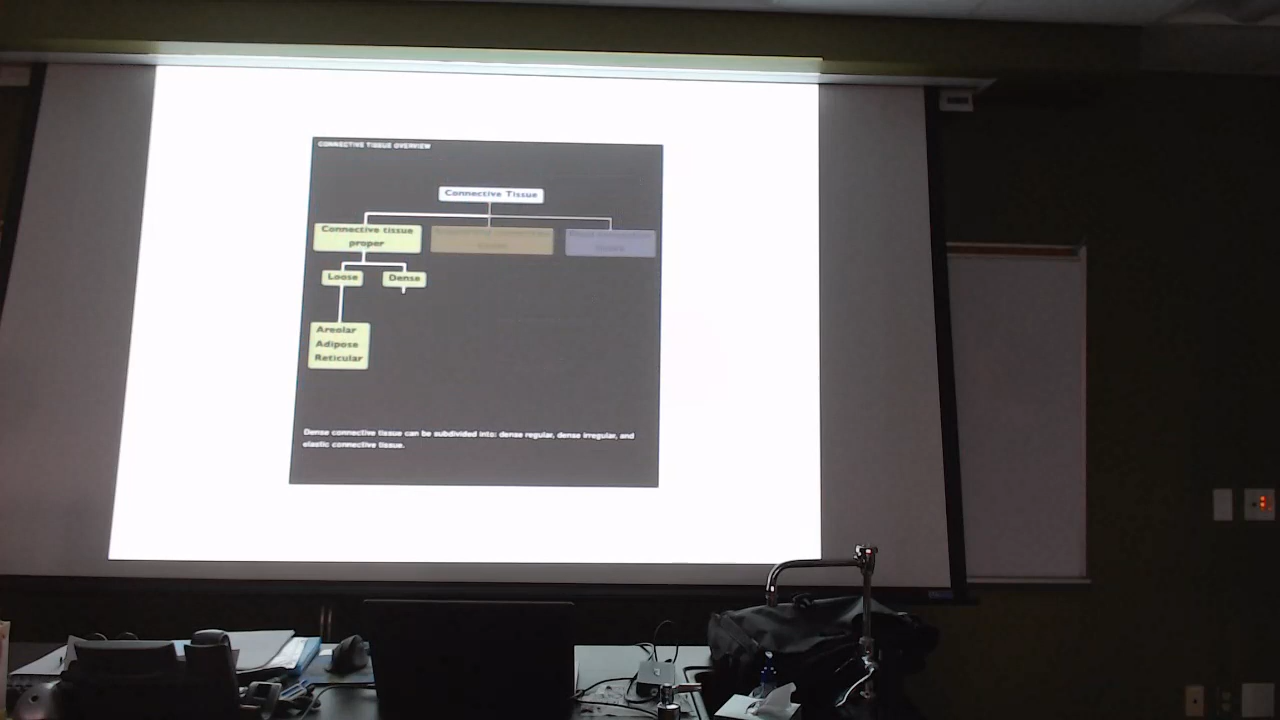 CONNECTIVE TISSUE OVERVIEW
Connective Tissue
Connective tissue
proper
Loose
Dense
Areolar
Adipose
Reticular
Dense connective tissue can be subdivided into: dense regular, dense irregular, and
elastic connective tissue.